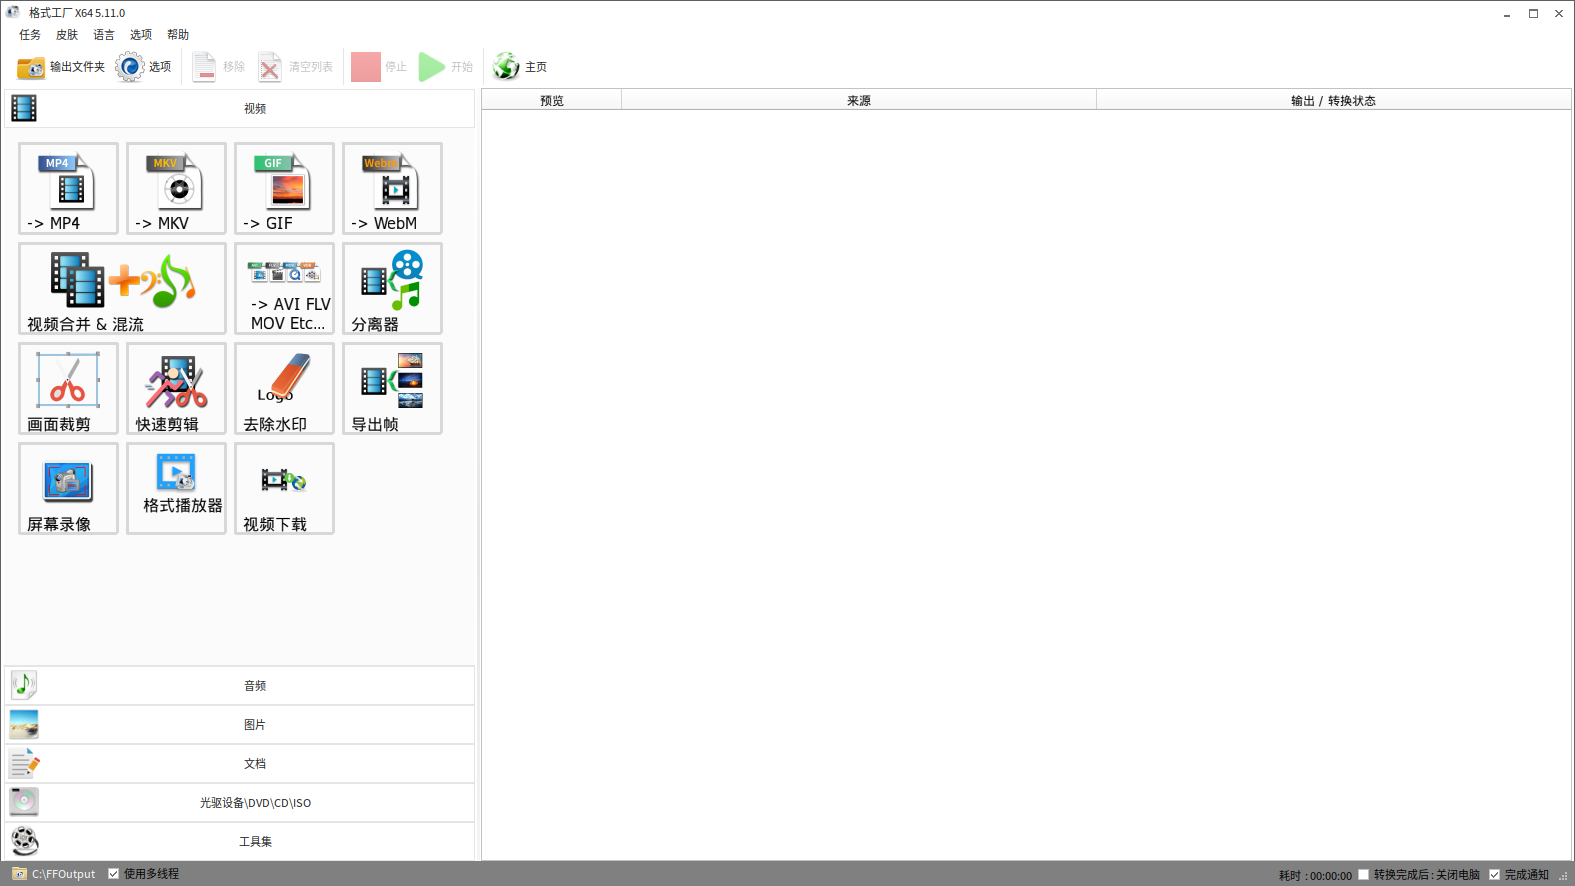 格式工厂 X64 5.11.0
任务 皮肤 语言 选项 帮助
输出文件夹 选项 移除 清空列表 停止 开始 主页
视频
预览 来源 输出 / 转换状态
MP4 MKV GIF WebM
-> MP4 -> MKV -> GIF -> WebM
视频合并 & 混流
-> AVI FLV
MOV Etc...
分离器
Logo
画面裁剪 快速剪辑 去除水印 导出帧
格式播放器
屏幕录像 视频下载
音频
图片
文档
光驱设备\DVD\CD\ISO
工具集
C:\FFOutput 使用多线程 耗时 : 00:00:00 转换完成后 : 关闭电脑 完成通知